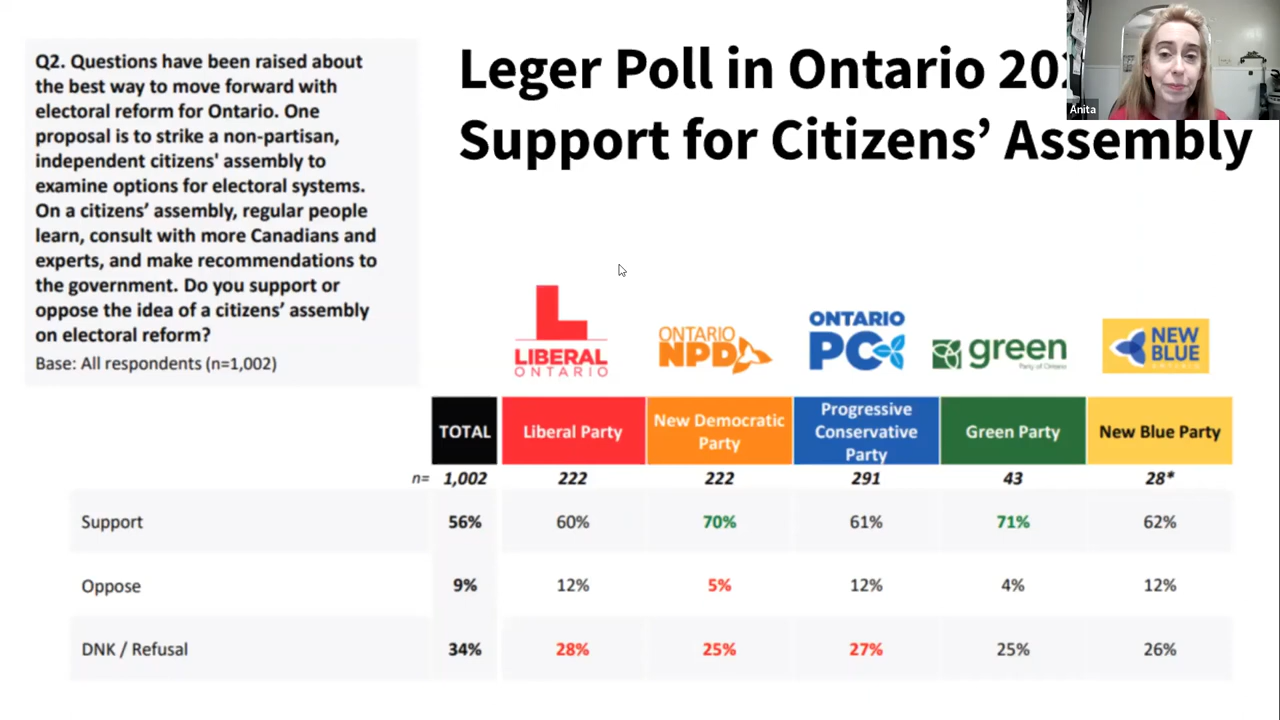 Q2. Questions have been raised about
the best way to move forward with
electoral reform for Ontario. One
proposal is to strike a non-partisan,
independent citizens' assembly to
examine options for electoral systems.
On a citizens’ assembly, regular people
learn, consult with more Canadians and
experts, and make recommendations to
the government. Do you support or
oppose the idea of a citizens’ assembly
on electoral reform?
Base: All respondents (n=1,002)
Leger Poll in Ontario
Support for Citizens’ Assembly
Anita
LIBERAL
ONTARIO
ONTARIO
NPD
ONTARIO
PC
green
Party of Ontario
NEW
BLUE
ONTARIO
TOTAL Liberal Party New Democratic Party Progressive Conservative Party Green Party New Blue Party
n= 1,002 222 222 291 43 28*
Support 56% 60% 70% 61% 71% 62%
Oppose 9% 12% 5% 12% 4% 12%
DNK / Refusal 34% 28% 25% 27% 25% 26%